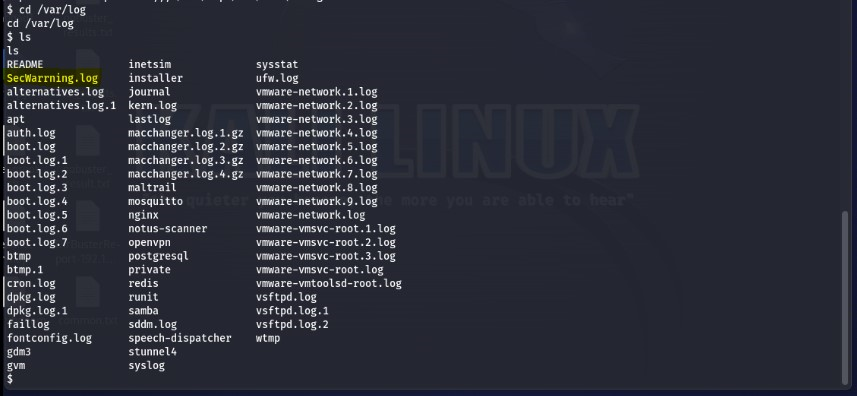 $ cd /var/log
cd /var/log
$ ls
ls
README inetsim sysstat
SecWarrning.log installer ufw.log
alternatives.log journal vmware-network.1.log
alternatives.log.1 kern.log vmware-network.2.log
apt lastlog vmware-network.3.log
auth.log macchanger.log.1.gz vmware-network.4.log
boot.log macchanger.log.2.gz vmware-network.5.log
boot.log.1 macchanger.log.3.gz vmware-network.6.log
boot.log.2 macchanger.log.4.gz vmware-network.7.log
boot.log.3 maltrail vmware-network.8.log
boot.log.4 mosquitto vmware-network.9.log
boot.log.5 nginx vmware-network.log
boot.log.6 notus-scanner vmware-vmsvc-root.1.log
boot.log.7 openvpn vmware-vmsvc-root.2.log
btmp postgresql vmware-vmsvc-root.3.log
btmp.1 private vmware-vmsvc-root.log
cron.log redis vmware-vmtoolsd-root.log
dpkg.log runit vsftpd.log
dpkg.log.1 samba vsftpd.log.1
faillog sddm.log vsftpd.log.2
fontconfig.log speech-dispatcher wtmp
gdm3 stunnel4
gvm syslog
$
LINUX
quieter more you are able to hear"